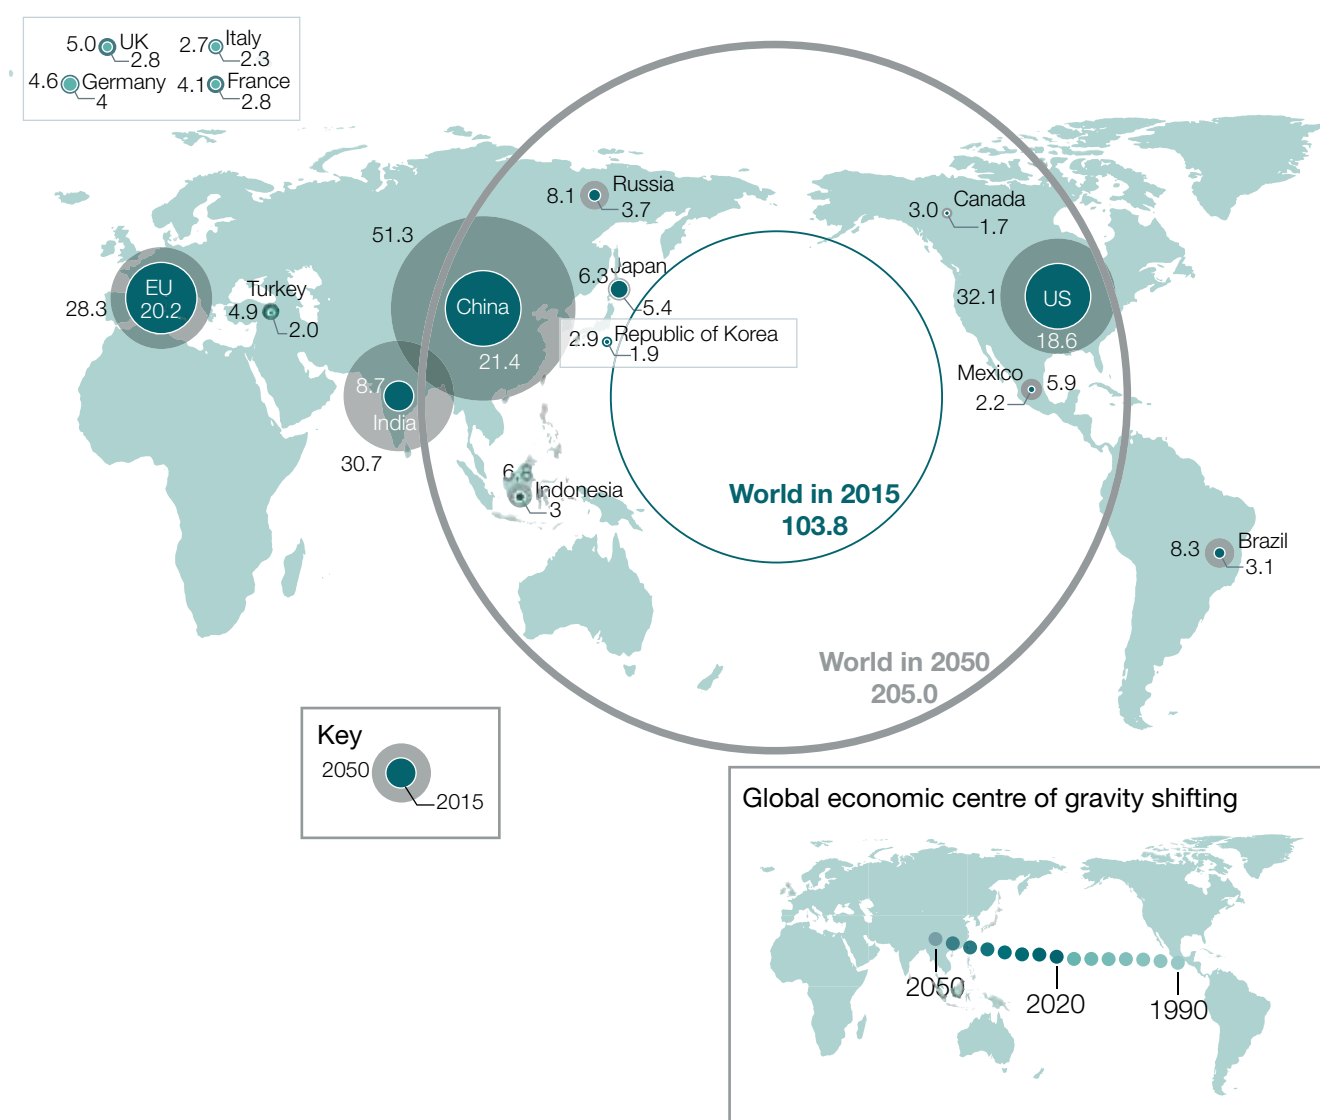 5.0 UK
2.8
2.7 Italy
2.3
4.6 Germany
4
4.1 France
2.8
8.1 Russia
3.7
3.0 Canada
1.7
51.3
China
21.4
6.3 Japan
5.4
EU
20.2
28.3
Turkey
4.9
2.0
32.1
US
18.6
2.9 Republic of Korea
1.9
8.7
India
30.7
Mexico
5.9
2.2
6.8
Indonesia
3
World in 2015
103.8
8.3 Brazil
3.1
World in 2050
205.0
Key
2050
2015
Global economic centre of gravity shifting
2050
2020
1990